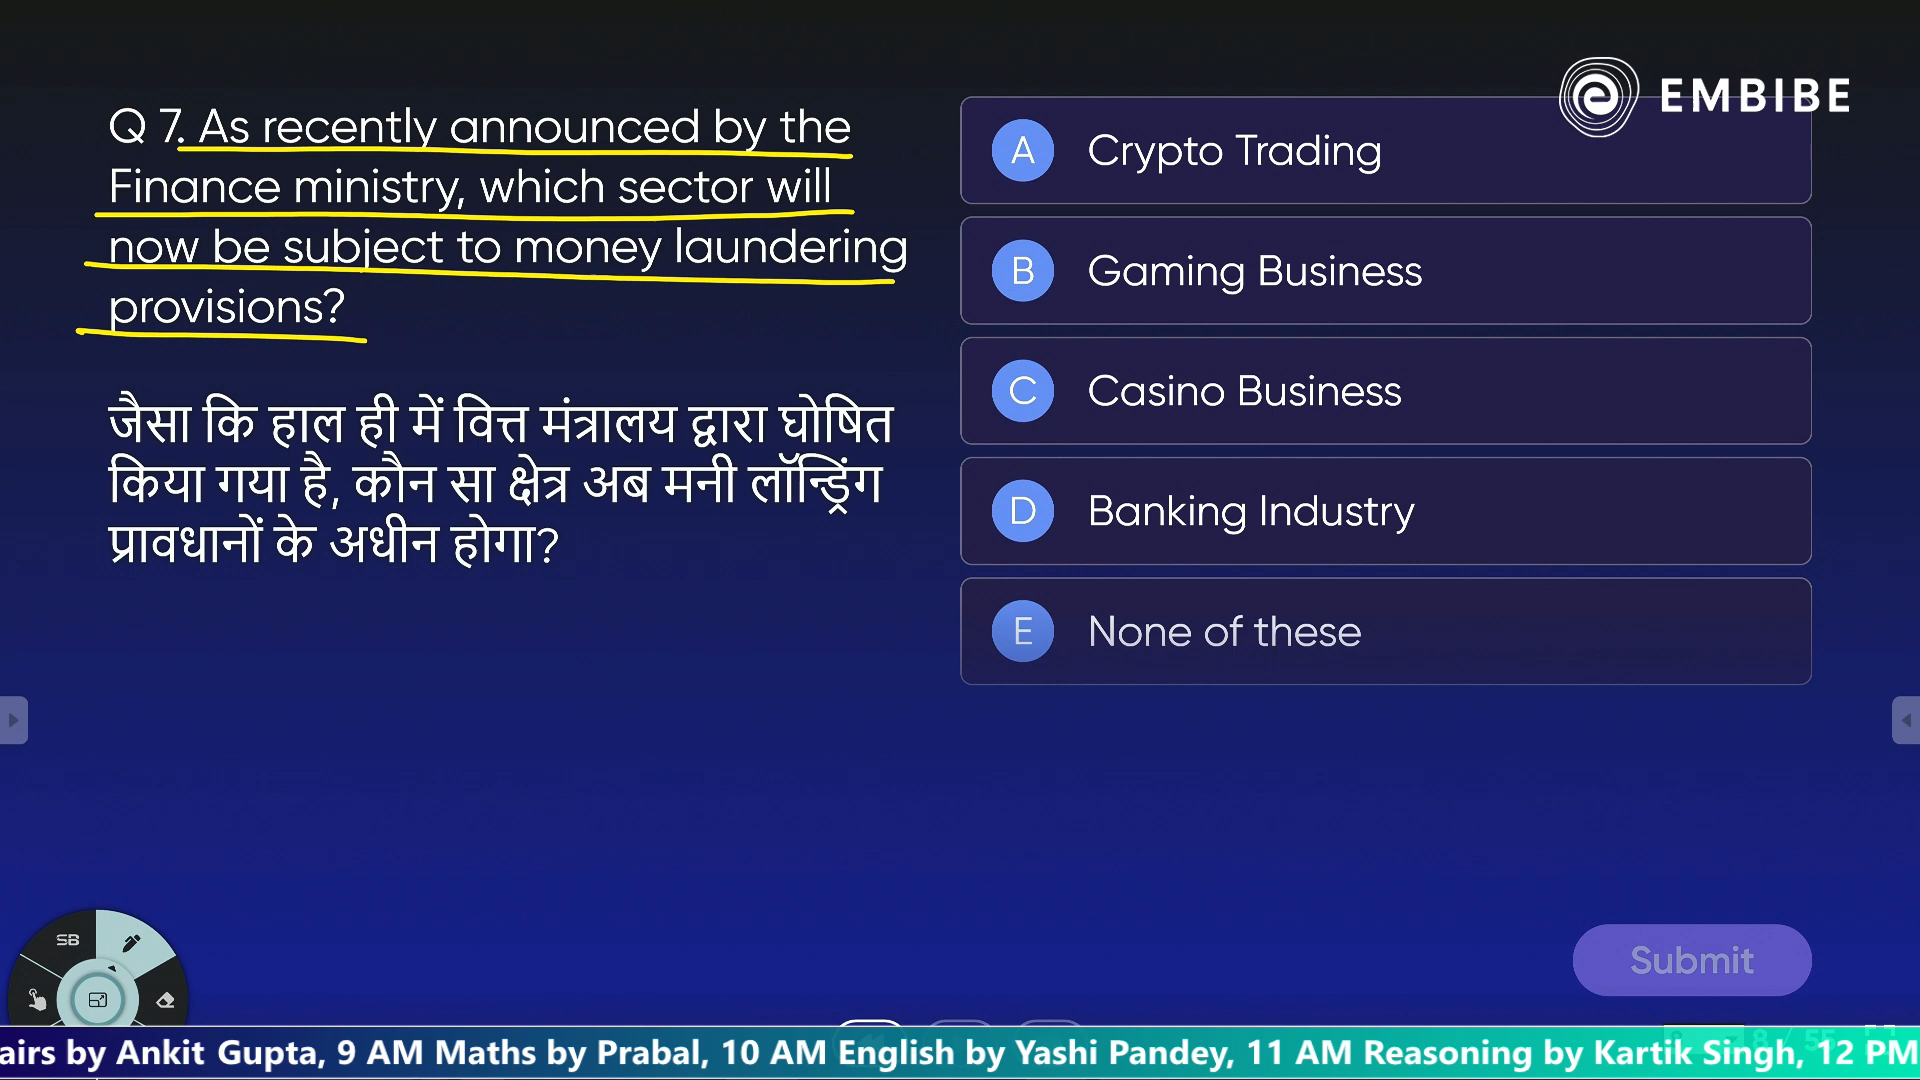 EMBIBE
Q 7. As recently announced by the
Finance ministry, which sector will
now be subject to money laundering
provisions?
जैसा कि हाल ही में वित्त मंत्रालय द्वारा घोषित
किया गया है, कौन सा क्षेत्र अब मनी लॉन्ड्रिंग
प्रावधानों के अधीन होगा?
A Crypto Trading
B Gaming Business
C Casino Business
D Banking Industry
E None of these
Submit
SB
airs by Ankit Gupta, 9 AM Maths by Prabal, 10 AM English by Yashi Pandey, 11 AM Reasoning by Kartik Singh, 12 PM